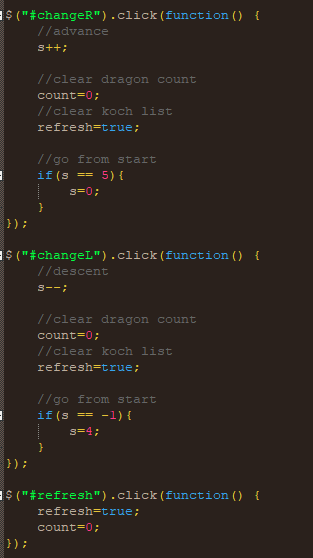 $("#changeR").click(function() {
    //advance
    s++;

    //clear dragon count
    count=0;
    //clear koch list
    refresh=true;

    //go from start
    if(s == 5){
        s=0;
    }
});

$("#changeL").click(function() {
    //descent
    s--;

    //clear dragon count
    count=0;
    //clear koch list
    refresh=true;

    //go from start
    if(s == -1){
        s=4;
    }
});

$("#refresh").click(function() {
    refresh=true;
    count=0;
});